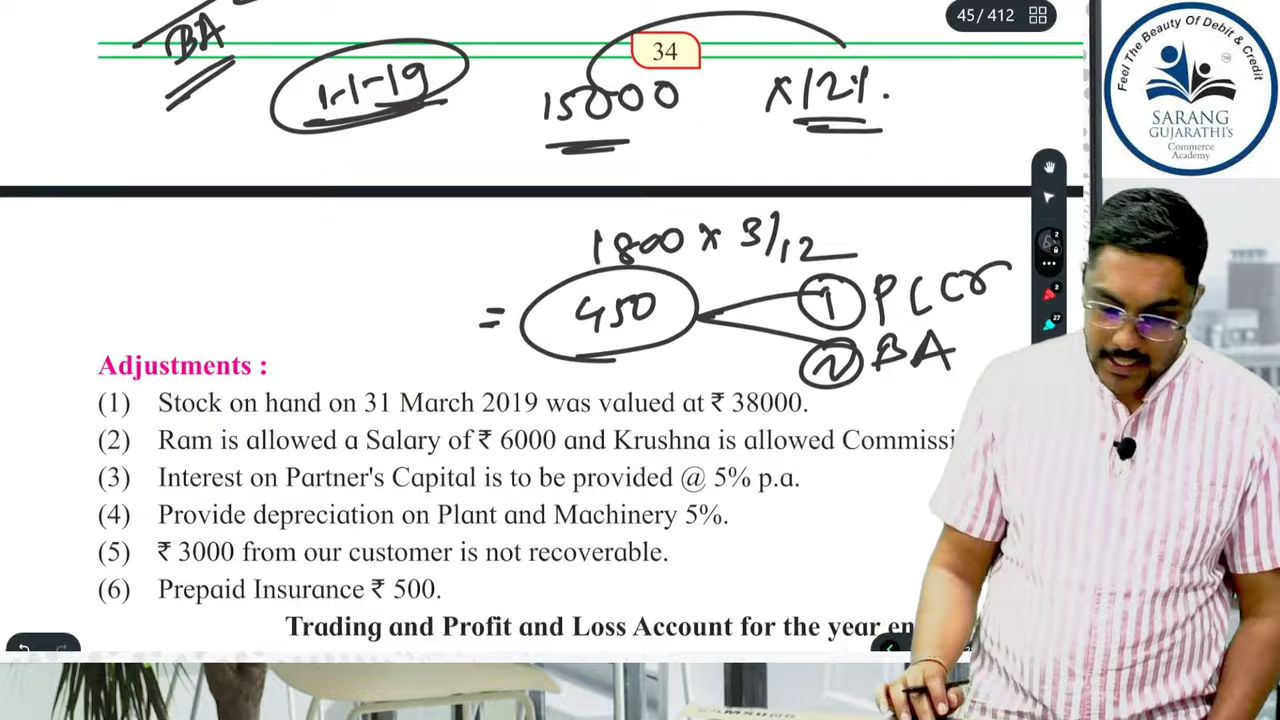 45/412
BA
34
1-1-19
15000 × 12%.
Feel The Beauty Of Debit & Credit
TM
SARANG
GUJARATHI'S
Commerce
Academy
1800 × 3/12
= 450
1 PL Cr
2 BA
Adjustments :
(1) Stock on hand on 31 March 2019 was valued at ₹ 38000.
(2) Ram is allowed a Salary of ₹ 6000 and Krushna is allowed Commissi
(3) Interest on Partner's Capital is to be provided @ 5% p.a.
(4) Provide depreciation on Plant and Machinery 5%.
(5) ₹ 3000 from our customer is not recoverable.
(6) Prepaid Insurance ₹ 500.
Trading and Profit and Loss Account for the year en